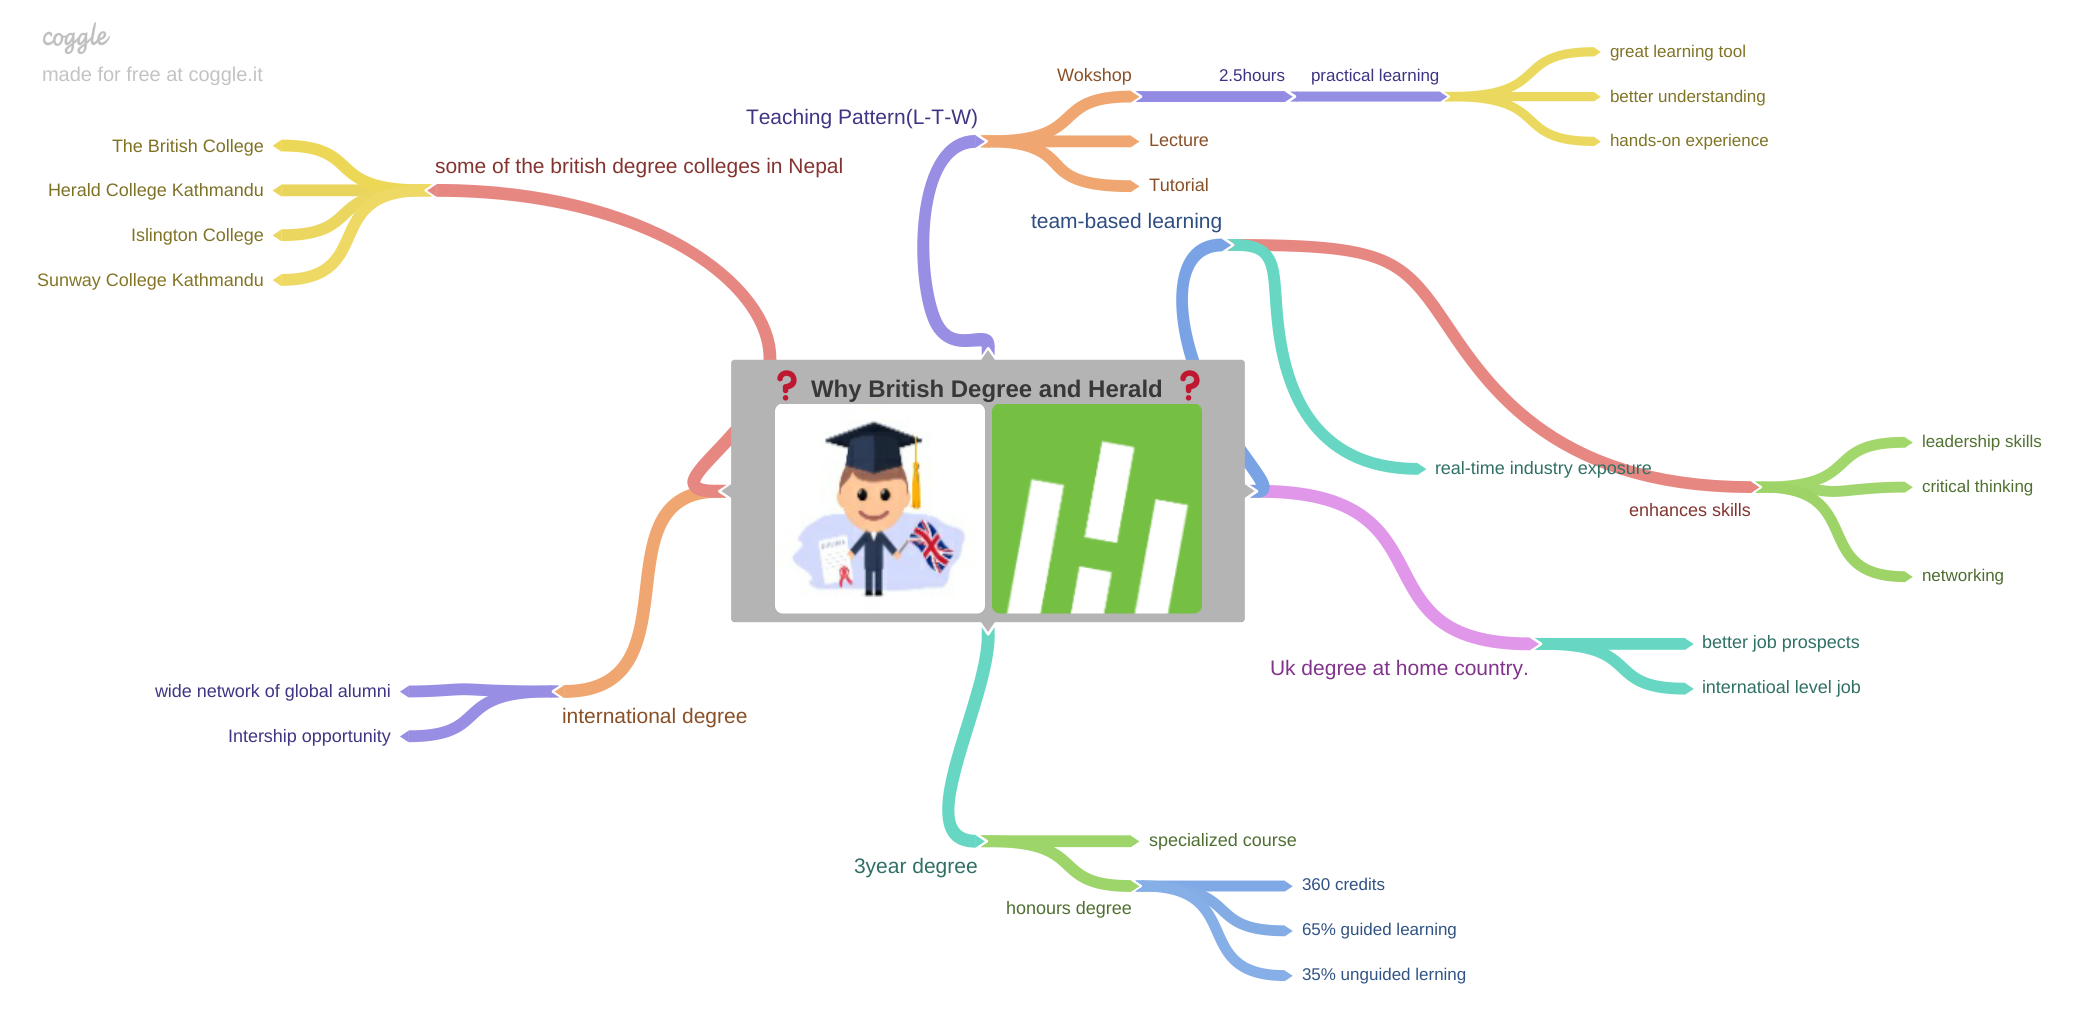 coggle
made for free at coggle.it
Teaching Pattern(L-T-W)
Wokshop
2.5hours
practical learning
great learning tool
better understanding
hands-on experience
Lecture
Tutorial
some of the british degree colleges in Nepal
The British College
Herald College Kathmandu
Islington College
Sunway College Kathmandu
team-based learning
real-time industry exposure
enhances skills
leadership skills
critical thinking
networking
❓ Why British Degree and Herald ❓
Uk degree at home country.
better job prospects
internatioal level job
international degree
wide network of global alumni
Intership opportunity
3year degree
specialized course
honours degree
360 credits
65% guided learning
35% unguided lerning